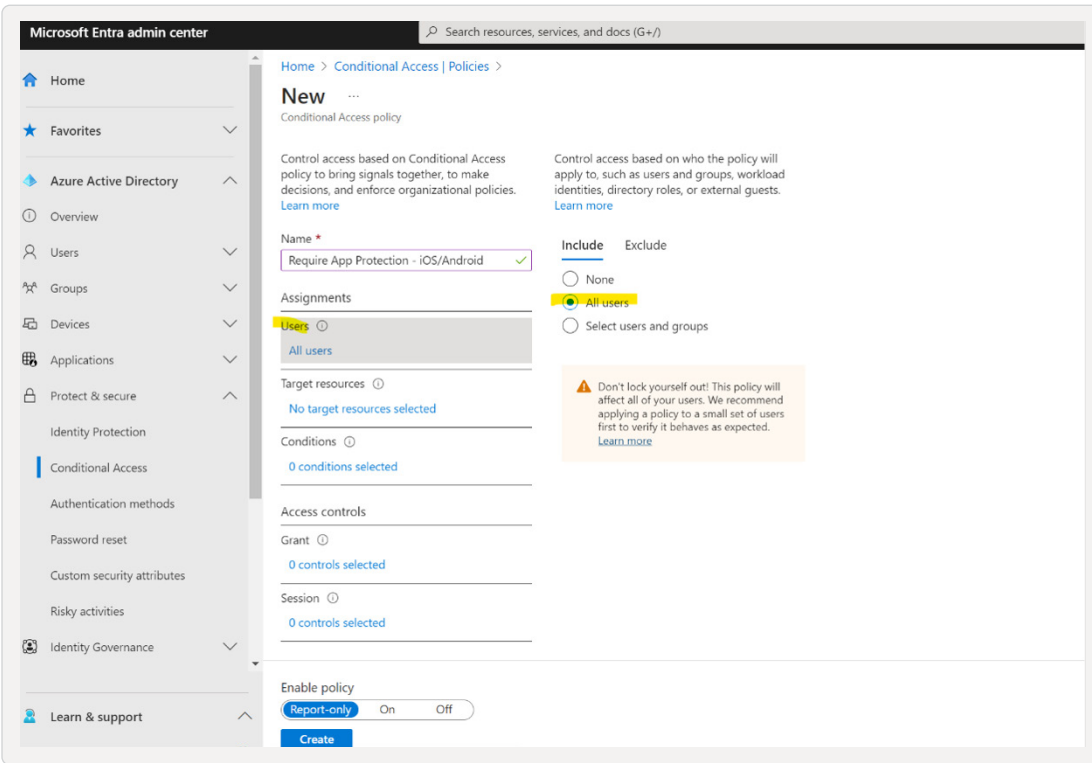 Microsoft Entra admin center
Search resources, services, and docs (G+/)
Home
Favorites
Azure Active Directory
Overview
Users
Groups
Devices
Applications
Protect & secure
Identity Protection
Conditional Access
Authentication methods
Password reset
Custom security attributes
Risky activities
Identity Governance
Learn & support
Home > Conditional Access | Policies >
New ...
Conditional Access policy
Control access based on Conditional Access
policy to bring signals together, to make
decisions, and enforce organizational policies.
Learn more
Name *
Require App Protection - iOS/Android
Assignments
Users
All users
Target resources
No target resources selected
Conditions
0 conditions selected
Access controls
Grant
0 controls selected
Session
0 controls selected
Control access based on who the policy will
apply to, such as users and groups, workload
identities, directory roles, or external guests.
Learn more
Include Exclude
None
All users
Select users and groups
Don't lock yourself out! This policy will
affect all of your users. We recommend
applying a policy to a small set of users
first to verify it behaves as expected.
Learn more
Enable policy
Report-only On Off
Create